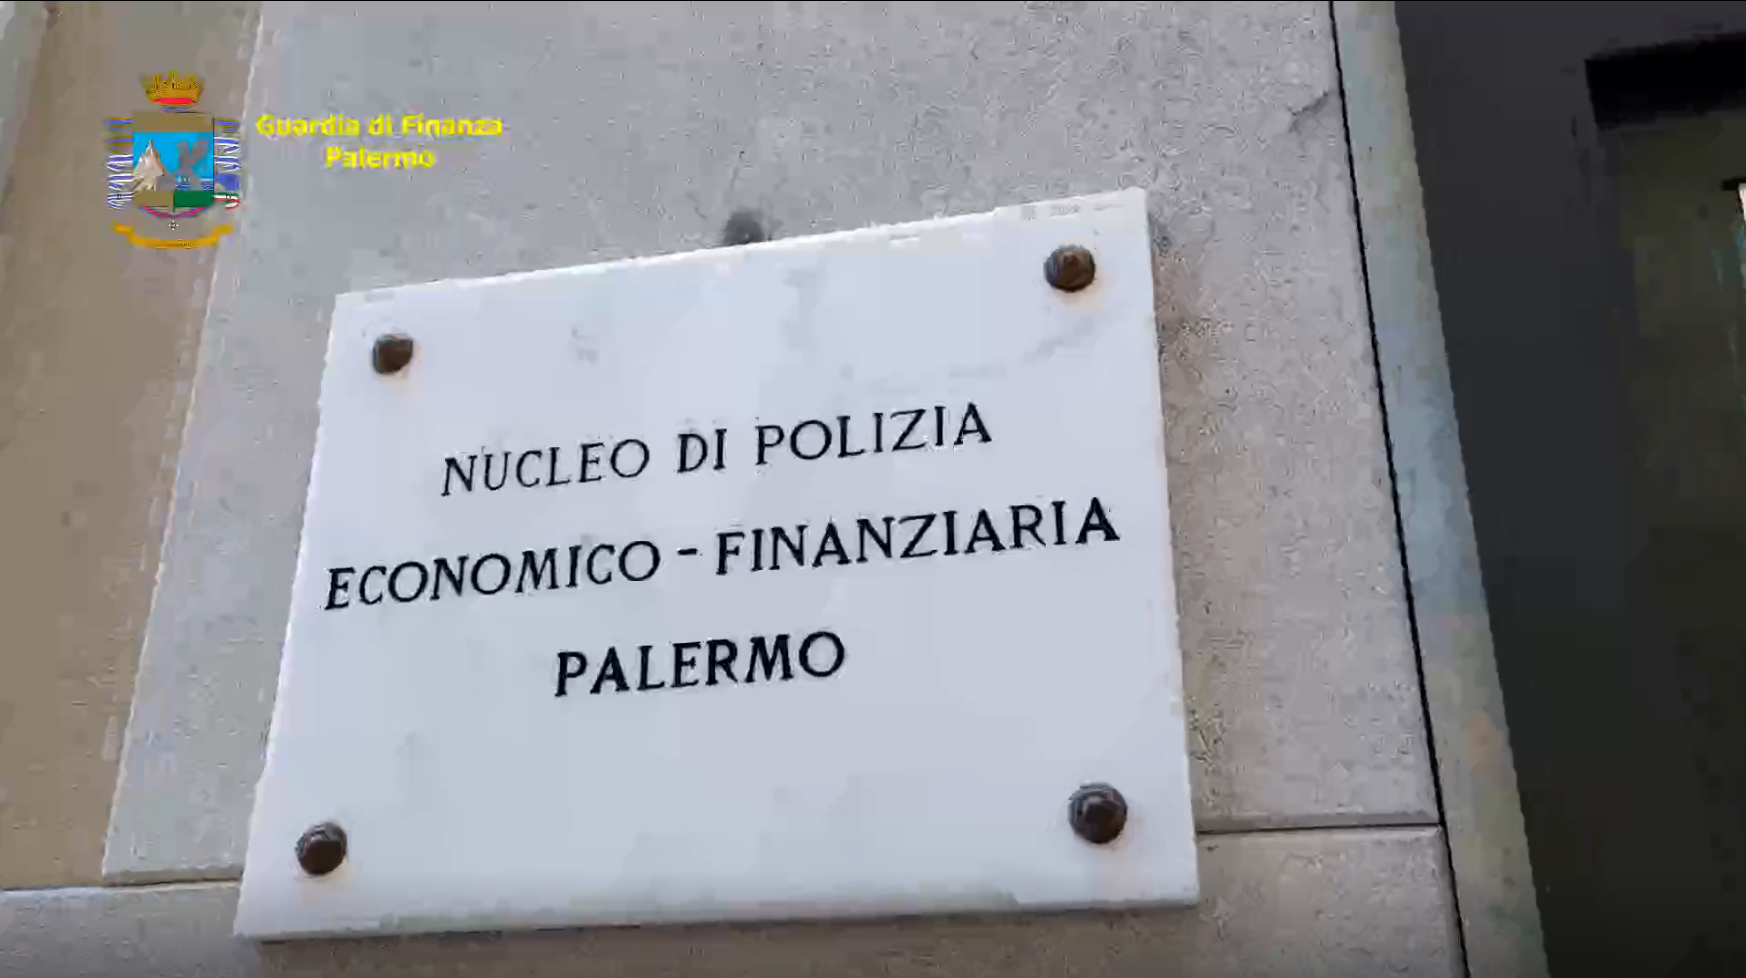 Guardia di Finanza
Palermo
NUCLEO DI POLIZIA
ECONOMICO - FINANZIARIA
PALERMO